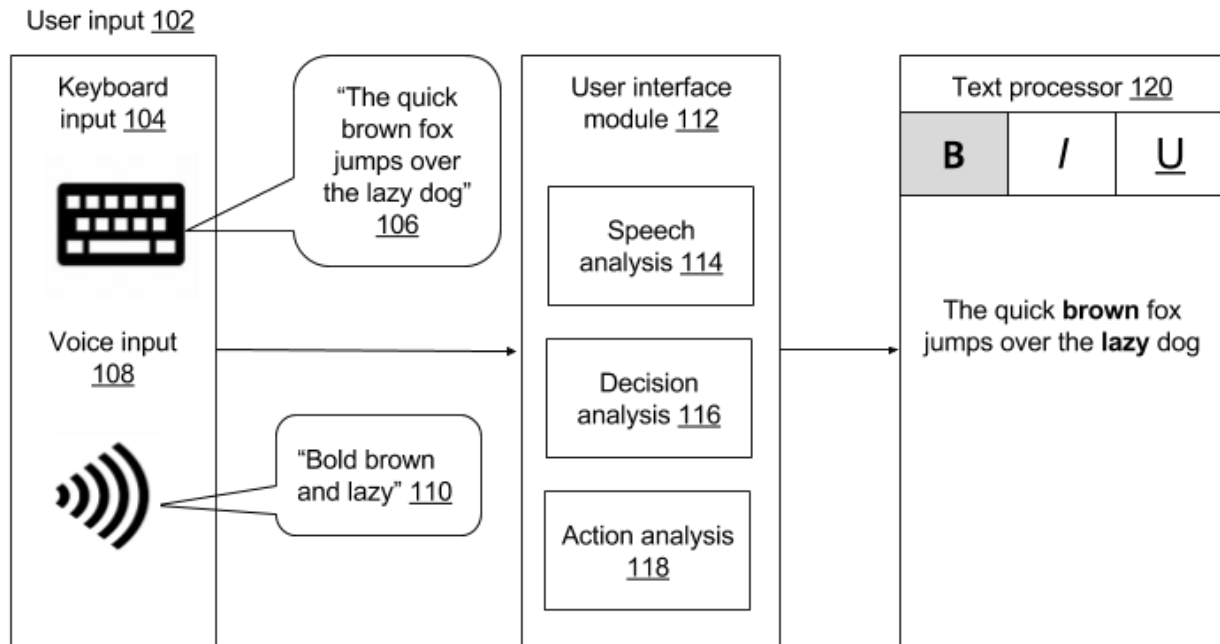 User input 102
Keyboard
input 104
“The quick
brown fox
jumps over
the lazy dog”
106
Voice input
108
“Bold brown
and lazy” 110
User interface
module 112
Speech
analysis 114
Decision
analysis 116
Action analysis
118
Text processor 120
B I U
The quick brown fox
jumps over the lazy dog